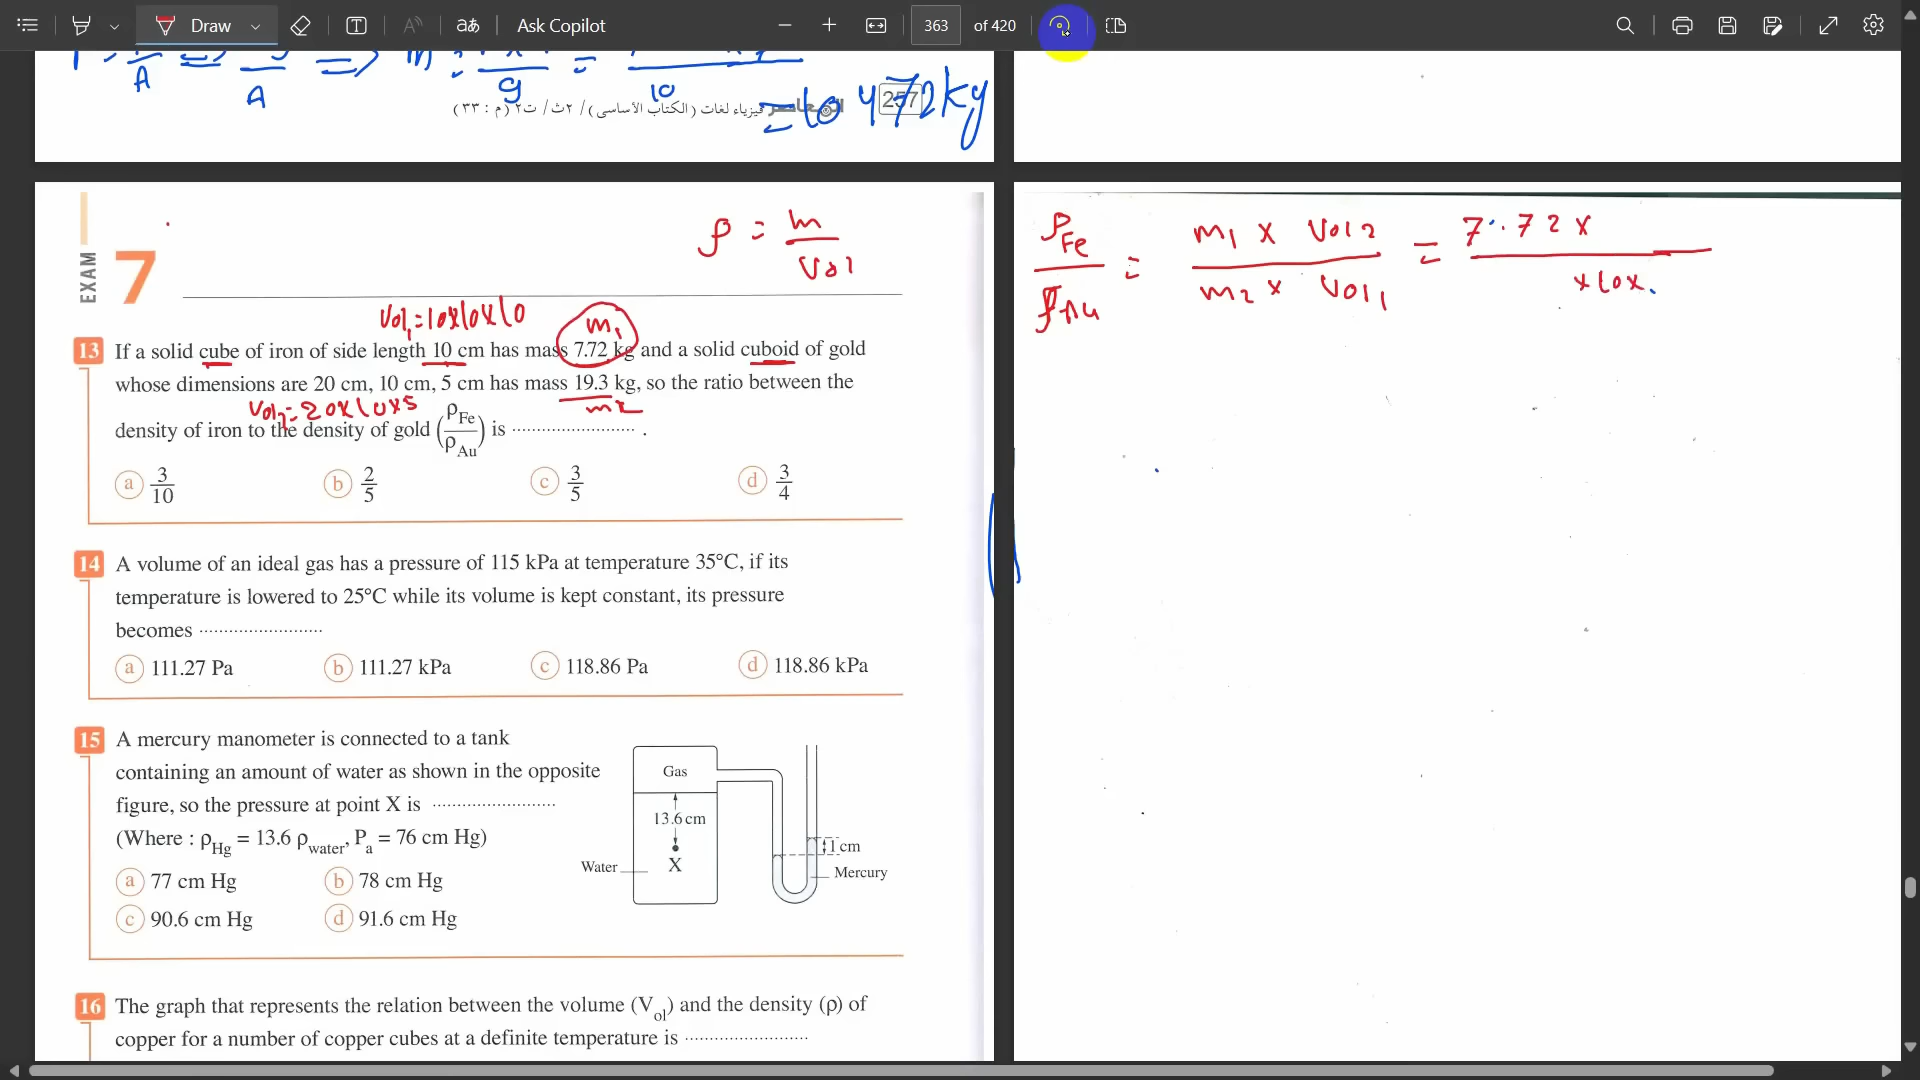 Draw
Ask Copilot
363 of 420
A
A
g
10
= 10 472 kg
(م : ٣٣) فيزياء لغات (الكتاب الأساسى) / ٢ث / ت٢
257
EXAM 7
ρ = m / Vol
Vol₁ = 10x10x10
m₁
13 If a solid cube of iron of side length 10 cm has mass 7.72 kg and a solid cuboid of gold
whose dimensions are 20 cm, 10 cm, 5 cm has mass 19.3 kg, so the ratio between the
Vol₂ = 20x10x5
m2
density of iron to the density of gold (ρFe / ρAu) is ........................ .
a 3/10 b 2/5 c 3/5 d 3/4
14 A volume of an ideal gas has a pressure of 115 kPa at temperature 35°C, if its
temperature is lowered to 25°C while its volume is kept constant, its pressure
becomes ........................
a 111.27 Pa b 111.27 kPa c 118.86 Pa d 118.86 kPa
15 A mercury manometer is connected to a tank
containing an amount of water as shown in the opposite
figure, so the pressure at point X is ........................
(Where : ρHg = 13.6 ρwater, Pa = 76 cm Hg)
a 77 cm Hg b 78 cm Hg
c 90.6 cm Hg d 91.6 cm Hg
Gas
13.6 cm
X
Water
1 cm
Mercury
16 The graph that represents the relation between the volume (Vol) and the density (ρ) of
copper for a number of copper cubes at a definite temperature is ........................
ρFe / ρAu = m₁ x Vol₂ / m₂ x Vol₁ = 7.72 x / x10x